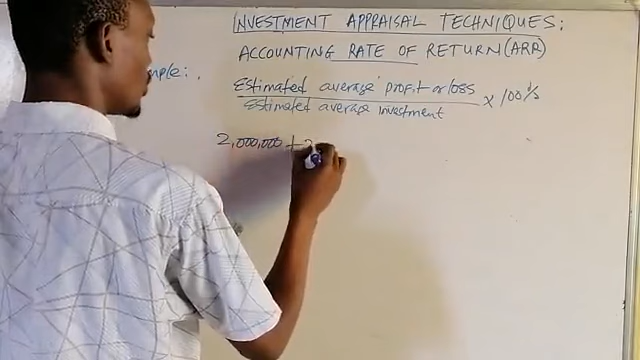 INVESTMENT APPRAISAL TECHNIQUES:
ACCOUNTING RATE OF RETURN (ARR)
Estimated average profit or loss
Estimated average investment
x 100%
2,000,000 +